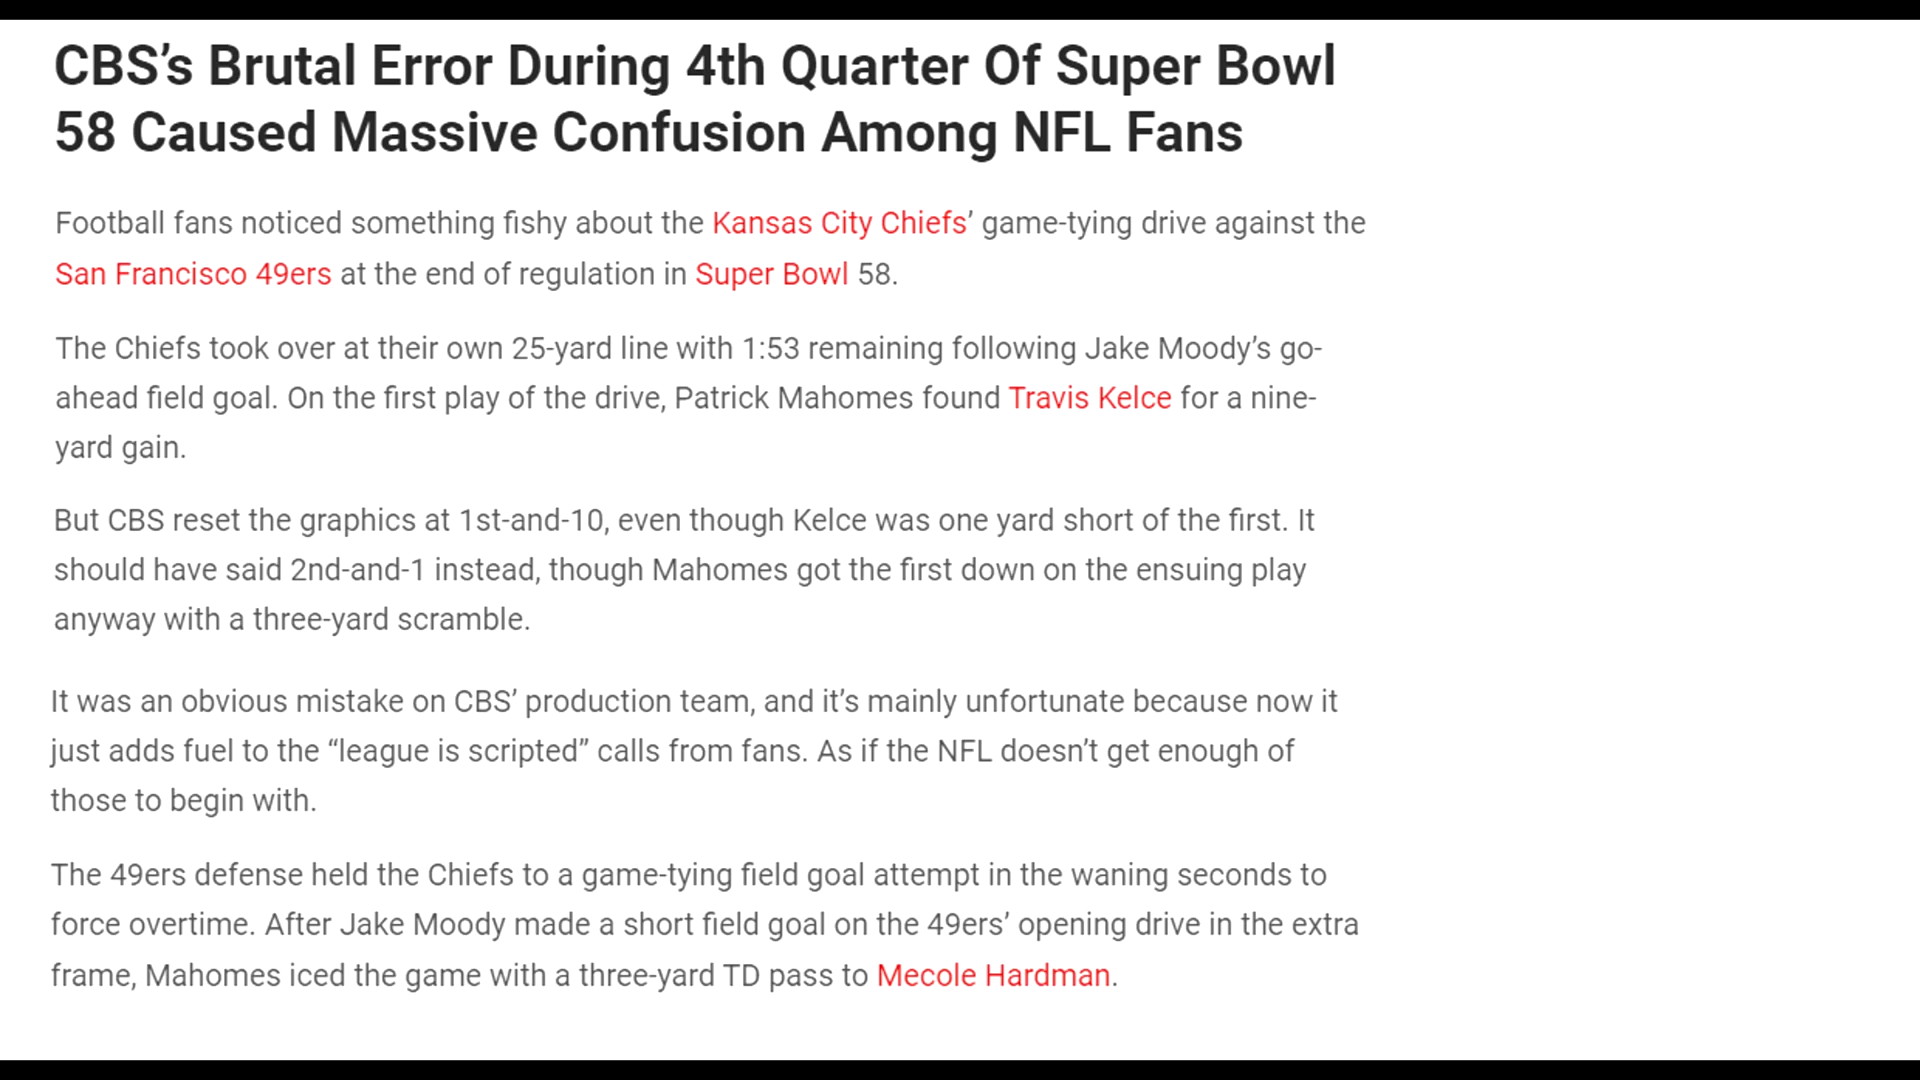 CBS’s Brutal Error During 4th Quarter Of Super Bowl
58 Caused Massive Confusion Among NFL Fans
Football fans noticed something fishy about the Kansas City Chiefs’ game-tying drive against the
San Francisco 49ers at the end of regulation in Super Bowl 58.
The Chiefs took over at their own 25-yard line with 1:53 remaining following Jake Moody’s go-
ahead field goal. On the first play of the drive, Patrick Mahomes found Travis Kelce for a nine-
yard gain.
But CBS reset the graphics at 1st-and-10, even though Kelce was one yard short of the first. It
should have said 2nd-and-1 instead, though Mahomes got the first down on the ensuing play
anyway with a three-yard scramble.
It was an obvious mistake on CBS’ production team, and it’s mainly unfortunate because now it
just adds fuel to the “league is scripted” calls from fans. As if the NFL doesn’t get enough of
those to begin with.
The 49ers defense held the Chiefs to a game-tying field goal attempt in the waning seconds to
force overtime. After Jake Moody made a short field goal on the 49ers’ opening drive in the extra
frame, Mahomes iced the game with a three-yard TD pass to Mecole Hardman.